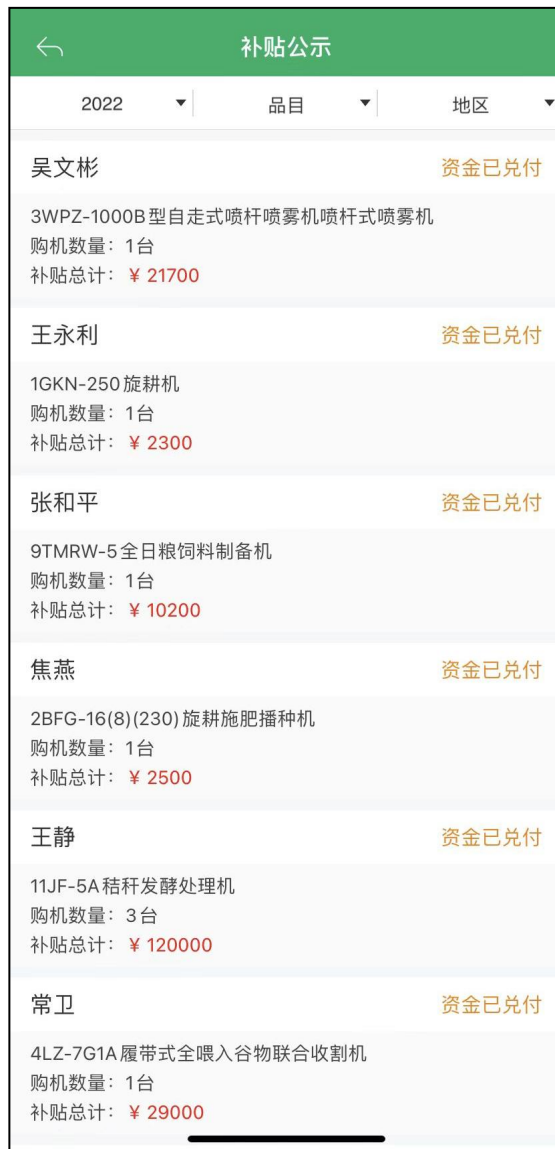 补贴公示
2022 品目 地区
吴文彬 资金已兑付
3WPZ-1000B型自走式喷杆喷雾机喷杆式喷雾机
购机数量：1台
补贴总计：￥21700
王永利 资金已兑付
1GKN-250旋耕机
购机数量：1台
补贴总计：￥2300
张和平 资金已兑付
9TMRW-5全日粮饲料制备机
购机数量：1台
补贴总计：￥10200
焦燕 资金已兑付
2BFG-16(8)(230)旋耕施肥播种机
购机数量：1台
补贴总计：￥2500
王静 资金已兑付
11JF-5A秸秆发酵处理机
购机数量：3台
补贴总计：￥120000
常卫 资金已兑付
4LZ-7G1A履带式全喂入谷物联合收割机
购机数量：1台
补贴总计：￥29000